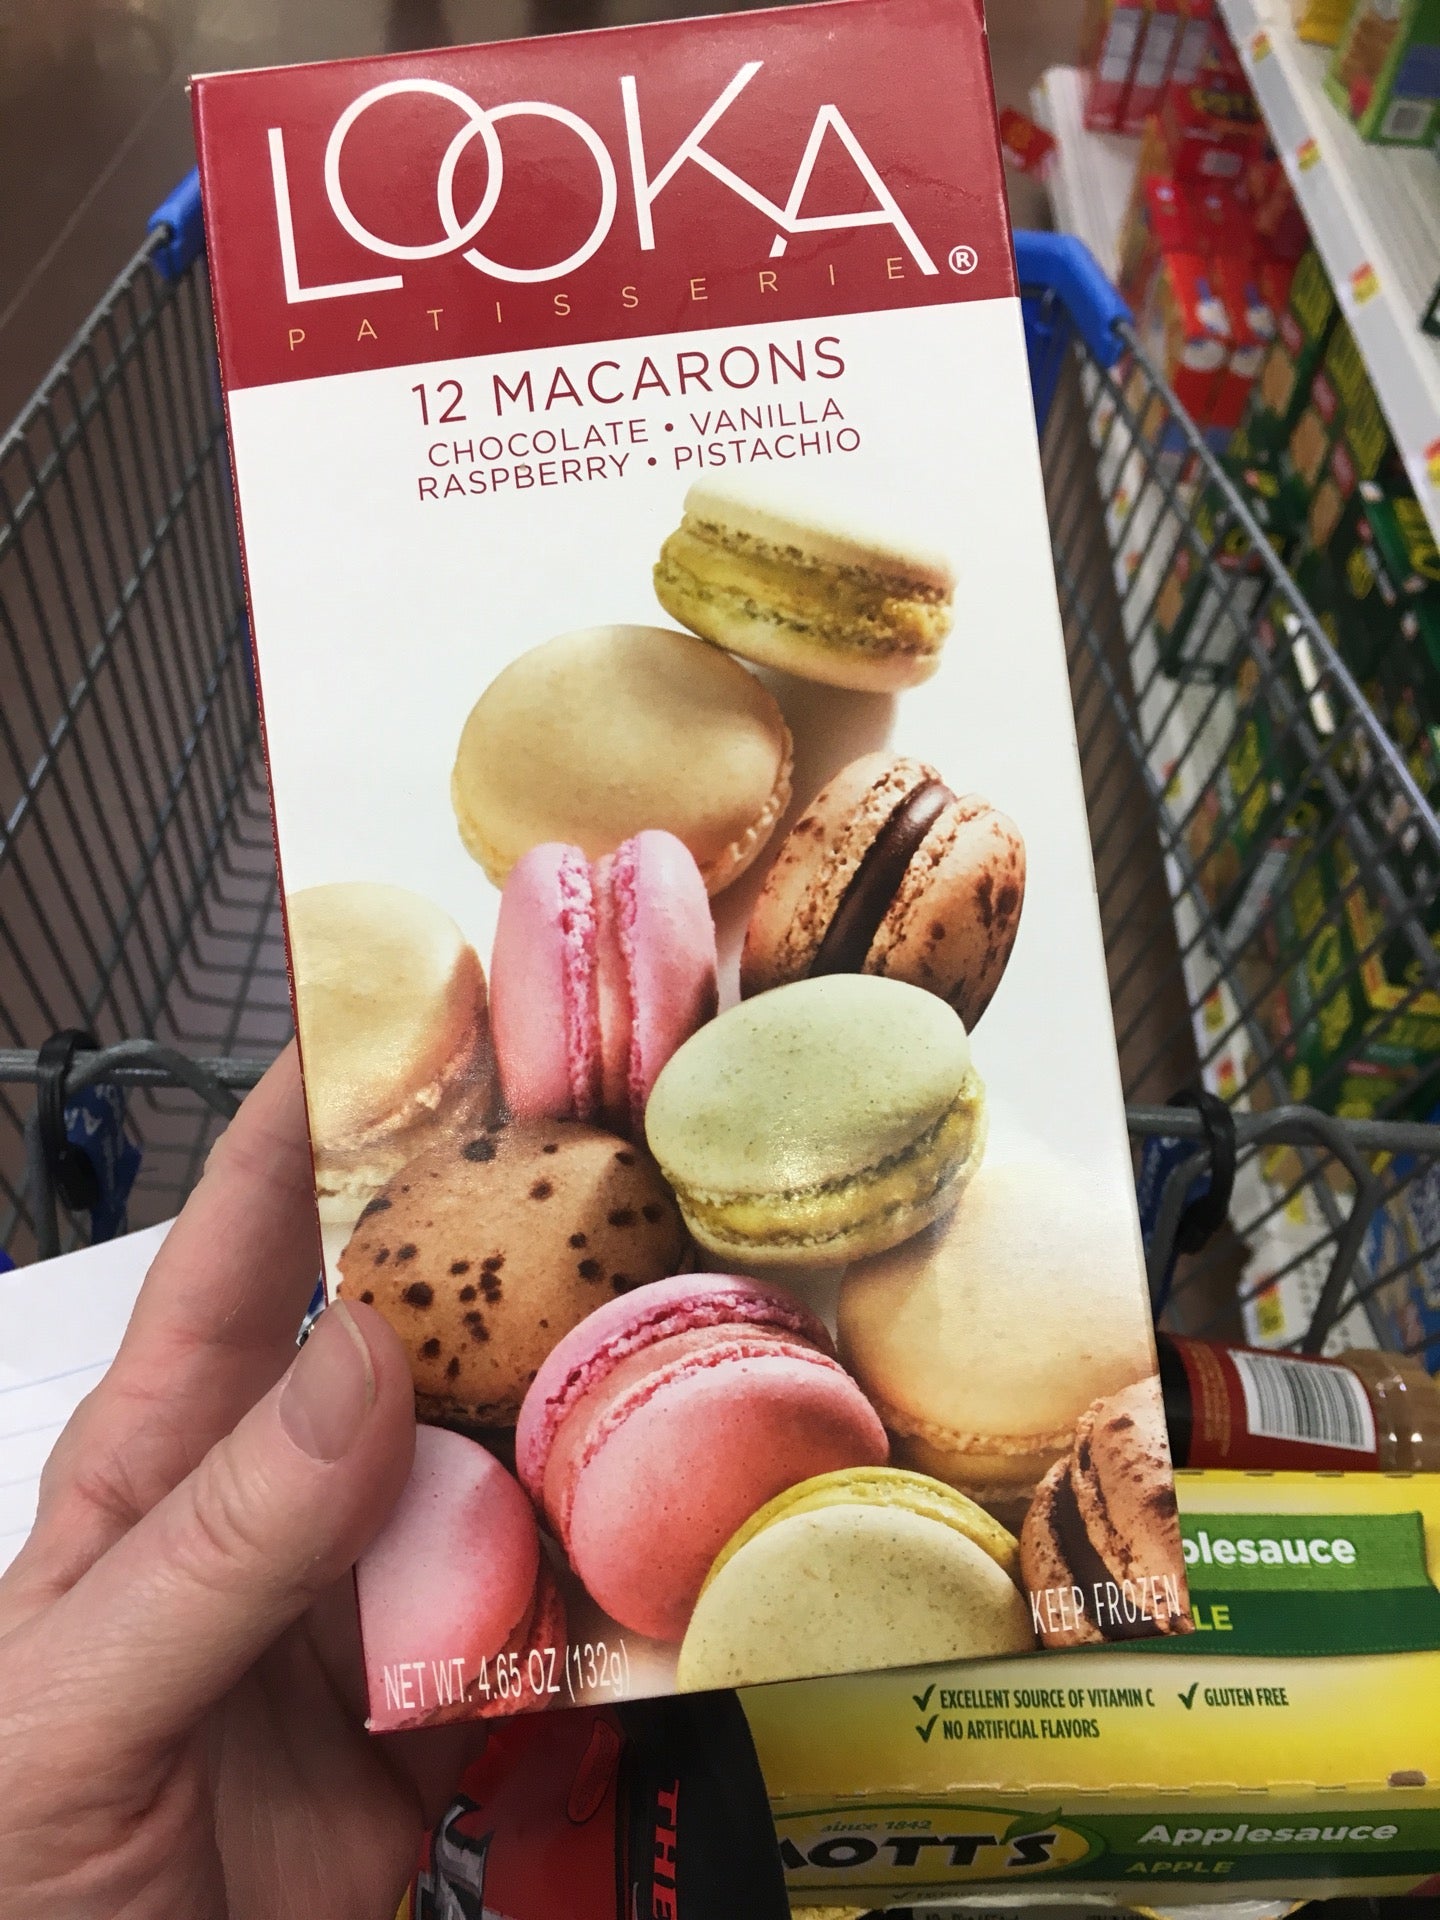 LOOKA®
PATISSERIE
12 MACARONS
CHOCOLATE • VANILLA
RASPBERRY • PISTACHIO
KEEP FROZEN
NET WT. 4.65 OZ (132g)
plesauce
LE
EXCELLENT SOURCE OF VITAMIN C GLUTEN FREE
NO ARTIFICIAL FLAVORS
since 1842
MOTT'S
Applesauce
APPLE
THE